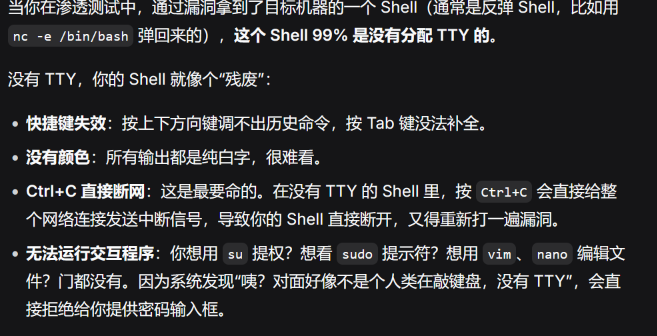 当你在渗透测试中，通过漏洞拿到了目标机器的一个 Shell（通常是反弹 Shell，比如用
nc -e /bin/bash 弹回来的），这个 Shell 99% 是没有分配 TTY 的。
没有 TTY，你的 Shell 就像个“残废”：
• 快捷键失效：按上下方向键调不出历史命令，按 Tab 键没法补全。
• 没有颜色：所有输出都是纯白字，很难看。
• Ctrl+C 直接断网：这是最要命的。在没有 TTY 的 Shell 里，按 Ctrl+C 会直接给整
个网络连接发送中断信号，导致你的 Shell 直接断开，又得重新打一遍漏洞。
• 无法运行交互程序：你想用 su 提权？想看 sudo 提示符？想用 vim、nano 编辑文
件？门都没有。因为系统发现“咦？对面好像不是个人类在敲键盘，没有 TTY”，会直
接拒绝给你提供密码输入框。